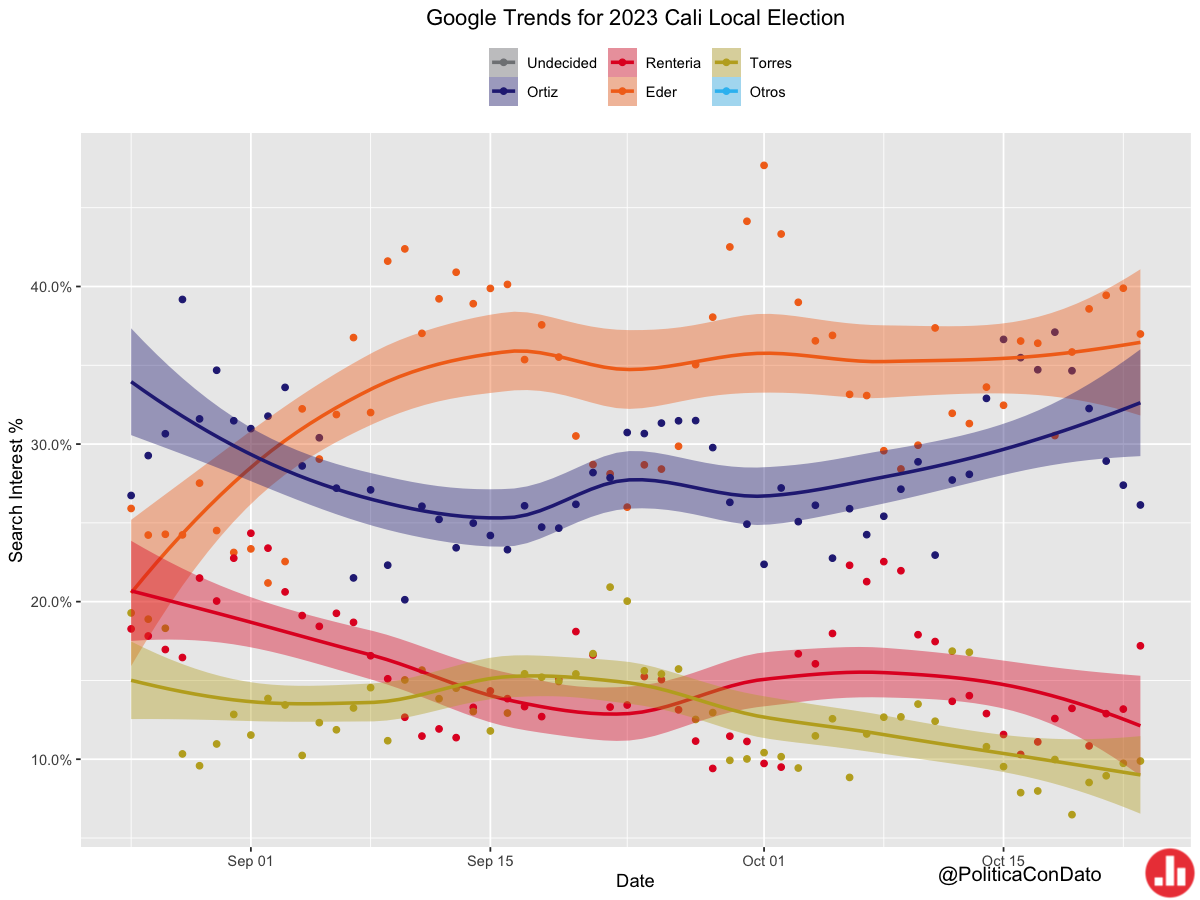 Google Trends for 2023 Cali Local Election
Undecided Renteria Torres
Ortiz Eder Otros
Search Interest %
40.0%
30.0%
20.0%
10.0%
Sep 01 Sep 15 Oct 01 Oct 15
Date
@PoliticaConDato